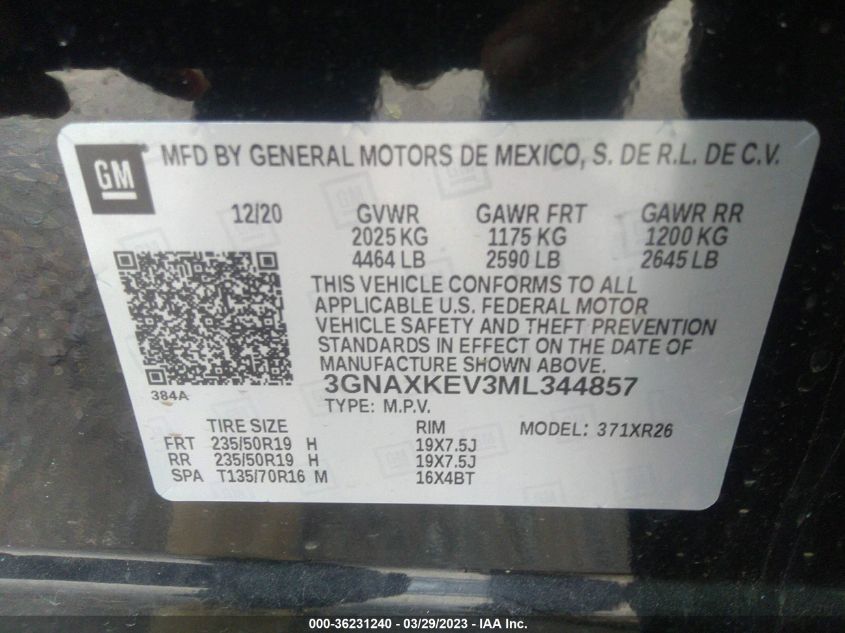 GM MFD BY GENERAL MOTORS DE MEXICO, S. DE R.L. DE C.V.
12/20 GVWR GAWR FRT GAWR RR
2025 KG 1175 KG 1200 KG
4464 LB 2590 LB 2645 LB
THIS VEHICLE CONFORMS TO ALL
APPLICABLE U.S. FEDERAL MOTOR
VEHICLE SAFETY AND THEFT PREVENTION
STANDARDS IN EFFECT ON THE DATE OF
MANUFACTURE SHOWN ABOVE.
384A 3GNAXKEV3ML344857
TYPE: M.P.V.
TIRE SIZE RIM MODEL: 371XR26
FRT 235/50R19 H 19X7.5J
RR 235/50R19 H 19X7.5J
SPA T135/70R16 M 16X4BT
000-36231240 - 03/29/2023 - IAA Inc.